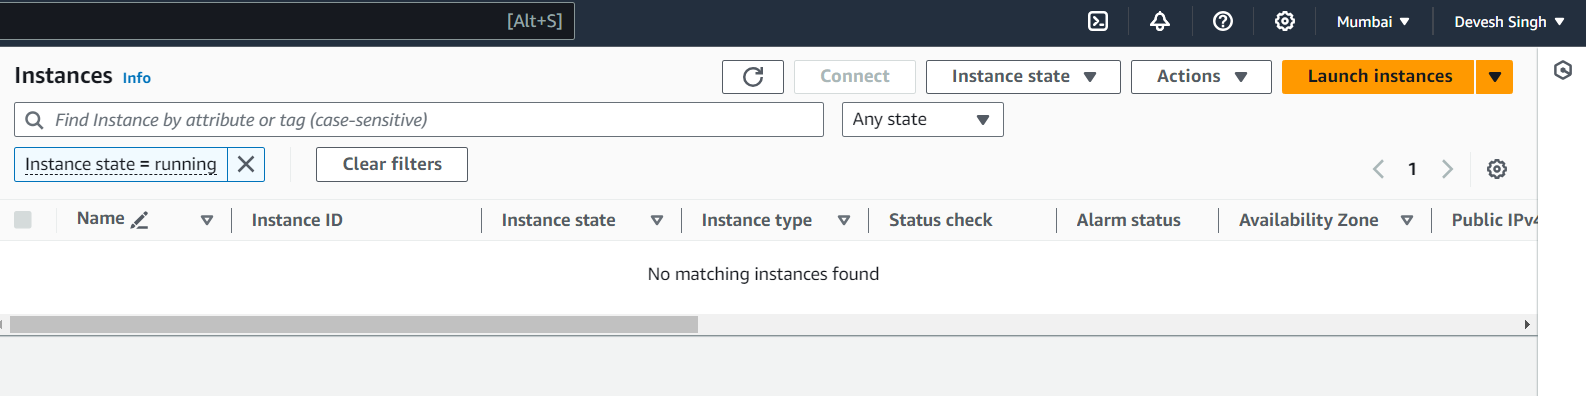 [Alt+S] Mumbai Devesh Singh
Instances Info Connect Instance state Actions Launch instances
Find Instance by attribute or tag (case-sensitive) Any state
Instance state = running Clear filters 1
Name Instance ID Instance state Instance type Status check Alarm status Availability Zone Public IPv4
No matching instances found